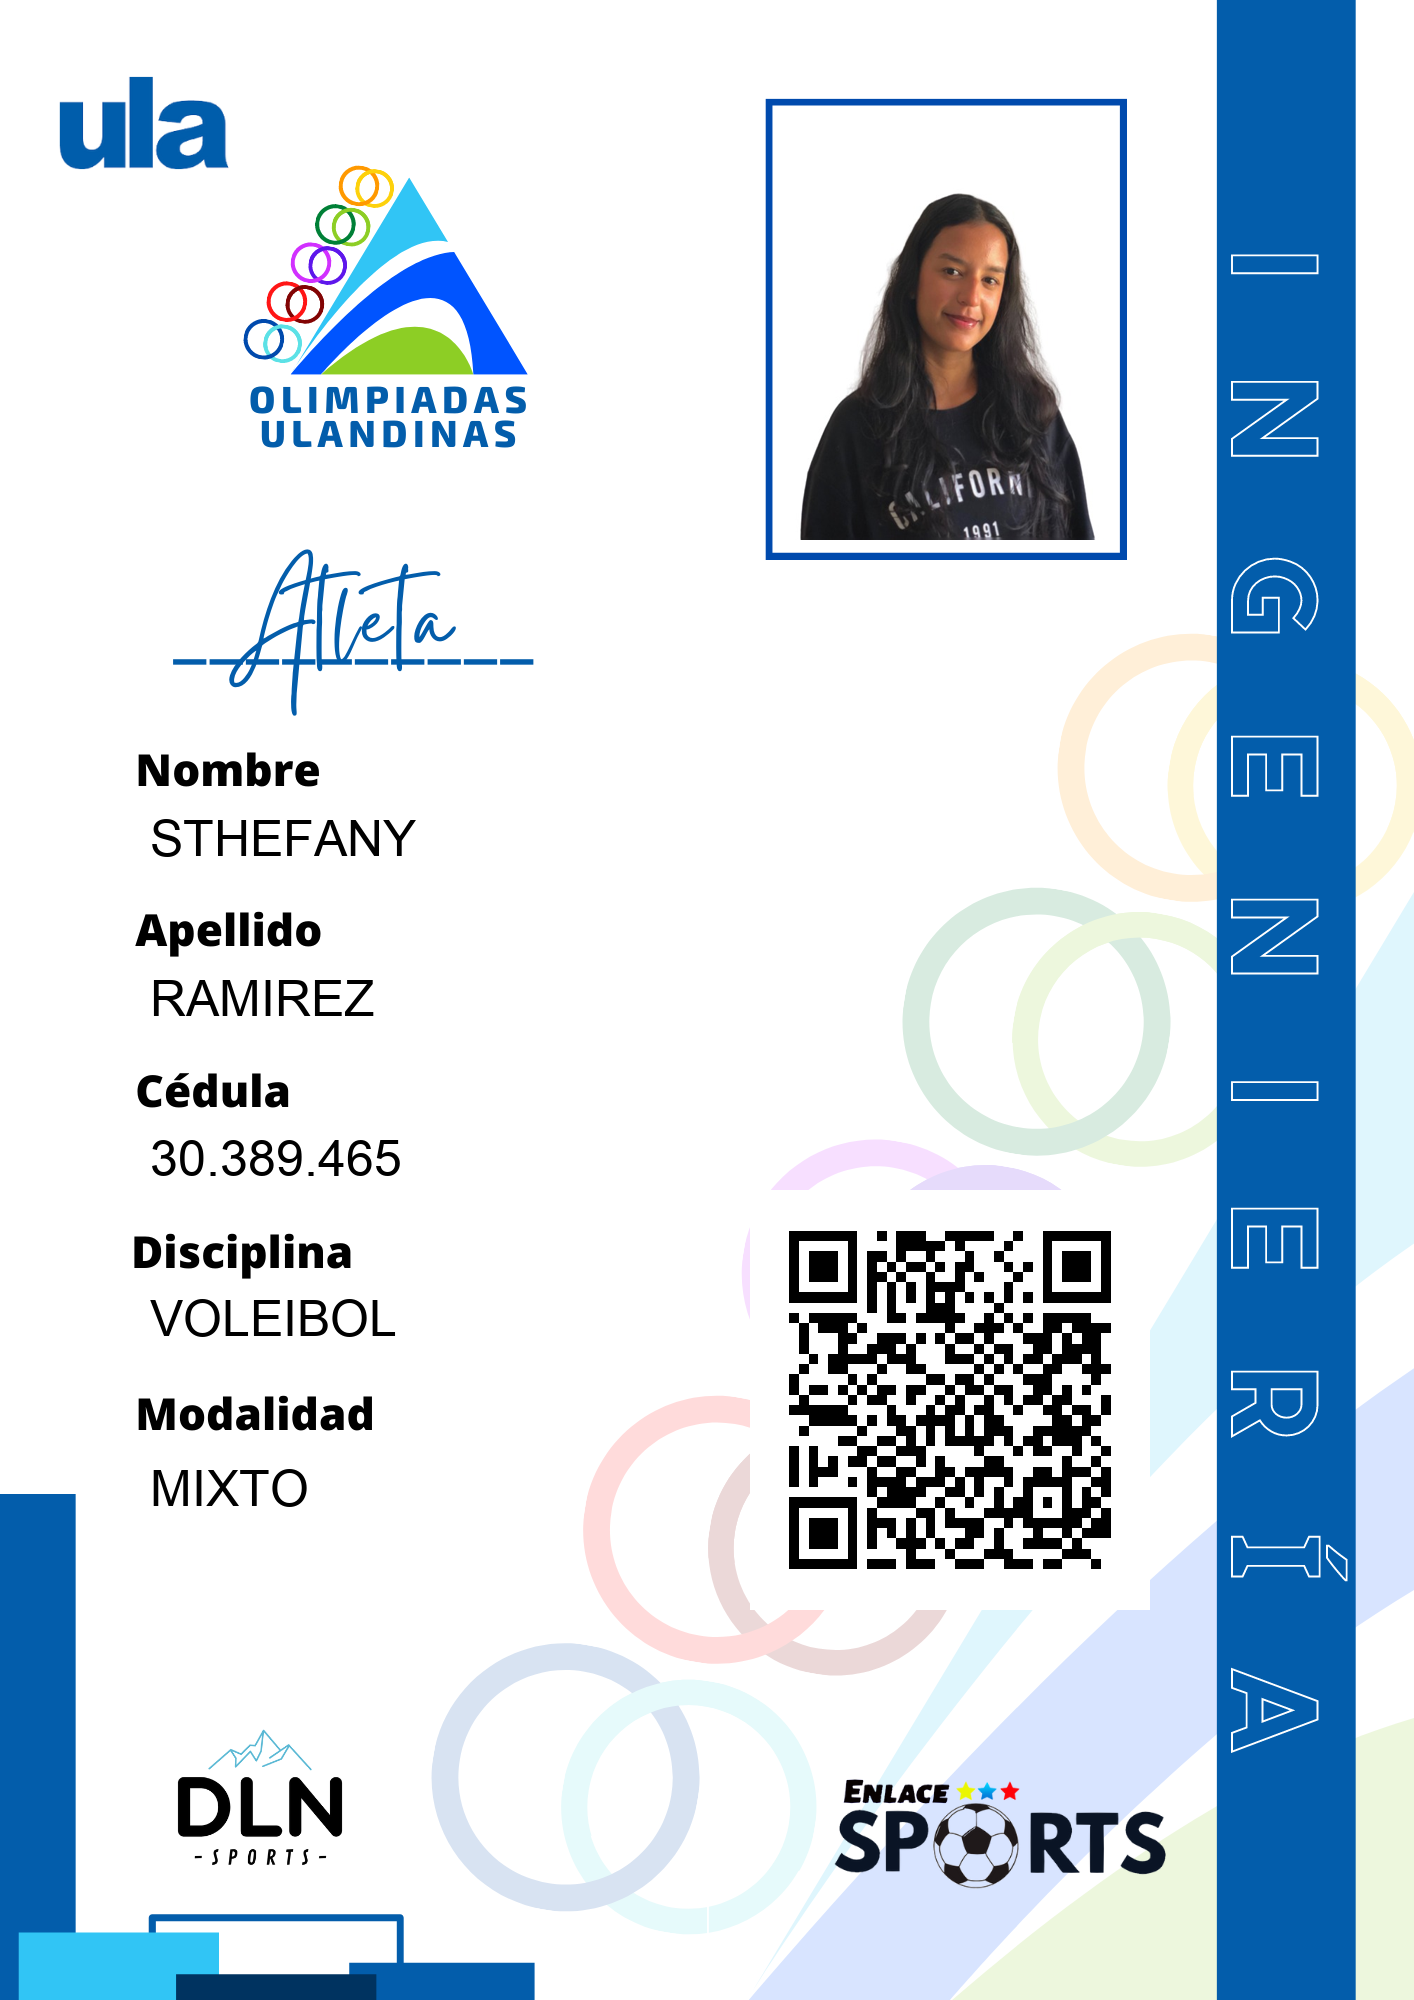 ula
OLIMPIADAS
ULANDINAS
CALIFORNI
1991
Atleta
Nombre
STHEFANY
Apellido
RAMIREZ
Cédula
30.389.465
Disciplina
VOLEIBOL
Modalidad
MIXTO
INGENIERÍA
DLN
-SPORTS-
ENLACE
SPORTS